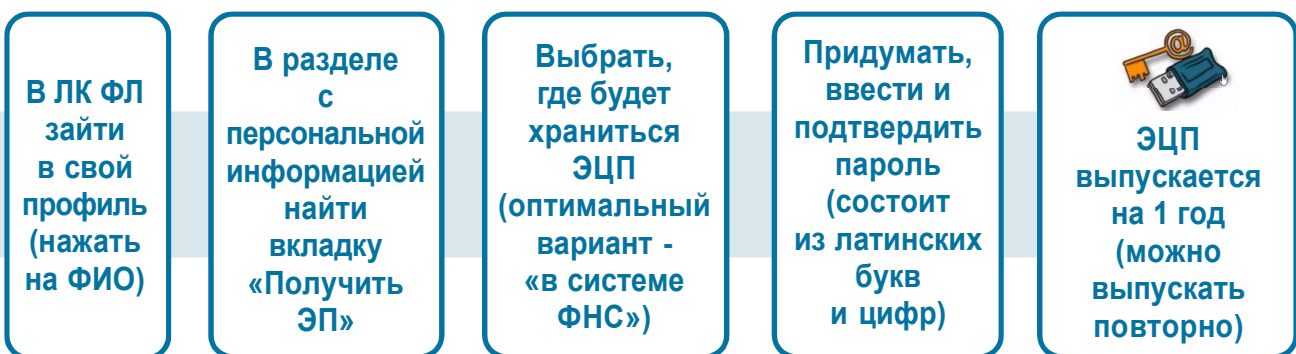 В ЛК ФЛ
зайти
в свой
профиль
(нажать
на ФИО)
В разделе
с
персональной
информацией
найти
вкладку
«Получить
ЭП»
Выбрать,
где будет
храниться
ЭЦП
(оптимальный
вариант -
«в системе
ФНС»)
Придумать,
ввести и
подтвердить
пароль
(состоит
из латинских
букв
и цифр)
@
ЭЦП
выпускается
на 1 год
(можно
выпускать
повторно)